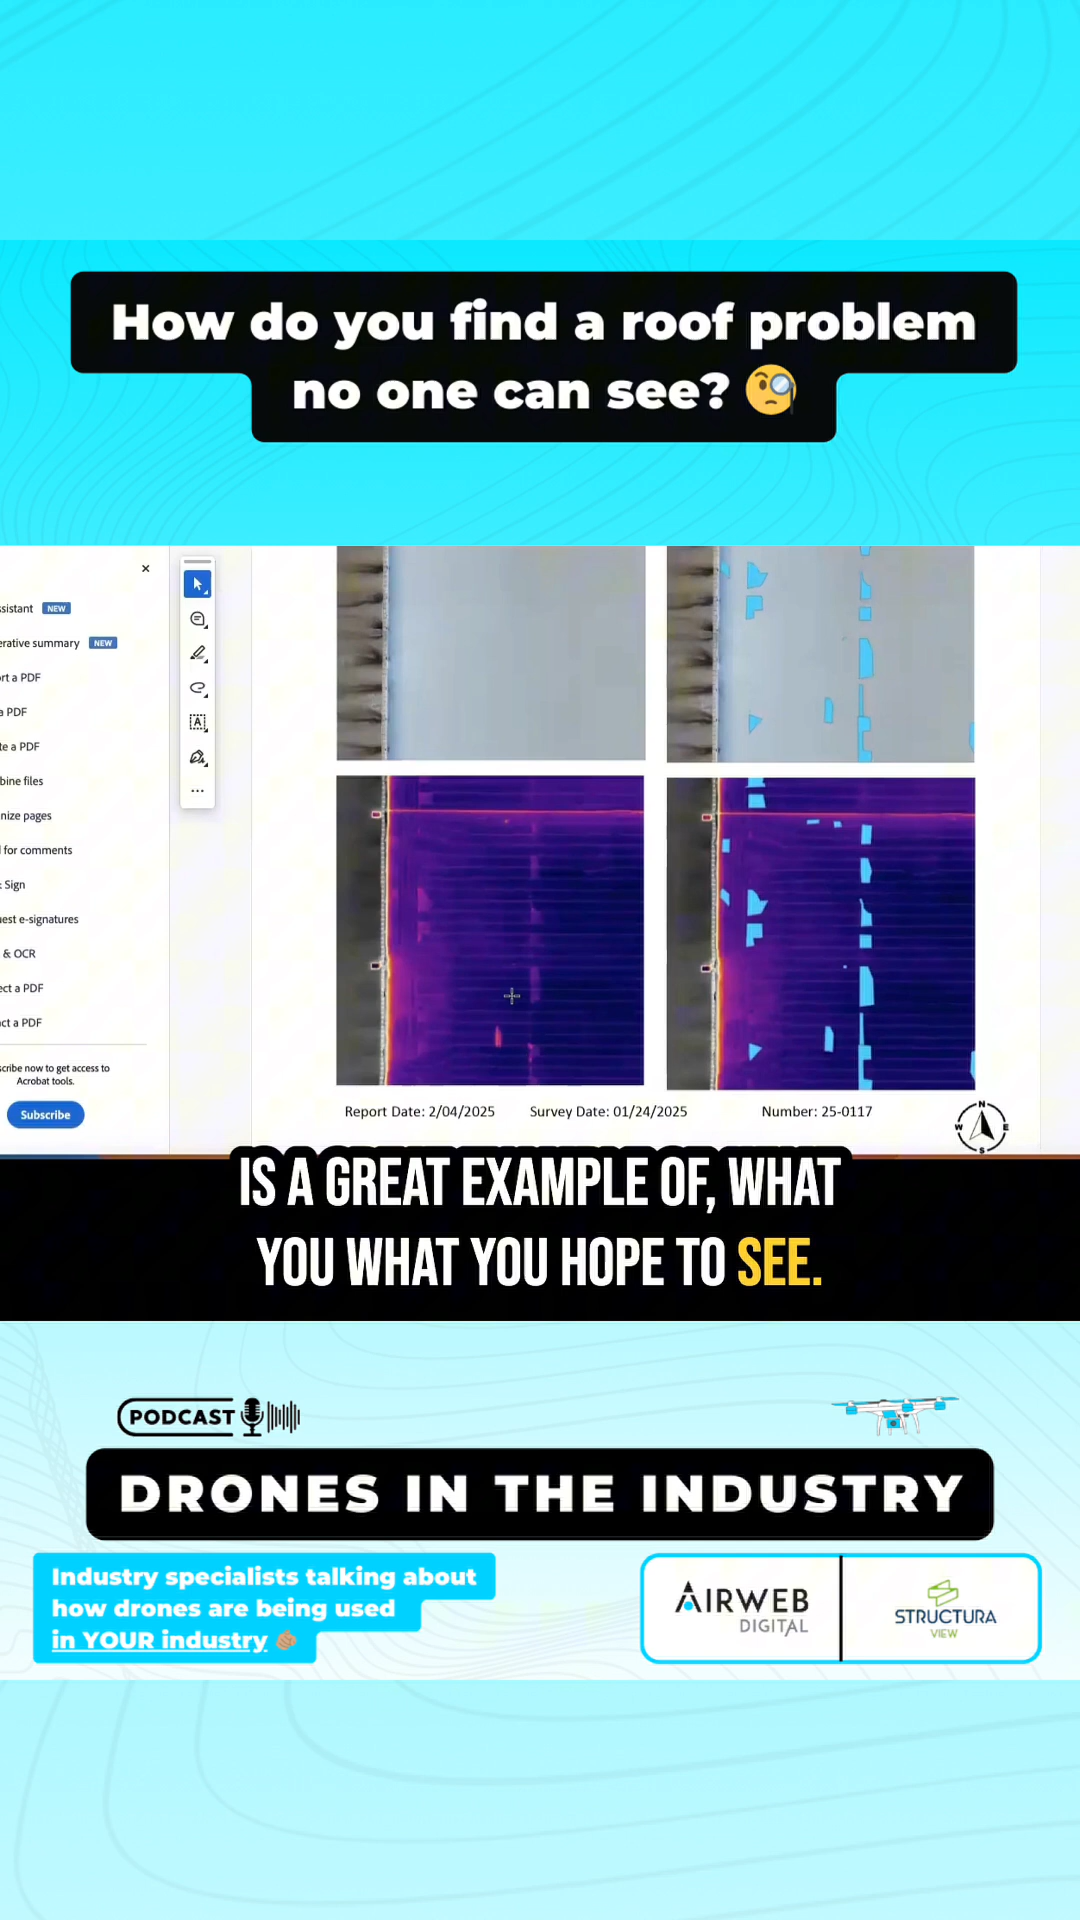 How do you find a roof problem
no one can see? 🧐
ssistant NEW
erative summary NEW
rt a PDF
a PDF
te a PDF
bine files
nize pages
for comments
Sign
uest e-signatures
& OCR
ect a PDF
act a PDF
cribe now to get access to
Acrobat tools.
Subscribe
A
Report Date: 2/04/2025 Survey Date: 01/24/2025 Number: 25-0117
N
W E
S
IS A GREAT EXAMPLE OF, WHAT
YOU WHAT YOU HOPE TO SEE.
PODCAST
DRONES IN THE INDUSTRY
Industry specialists talking about
how drones are being used
in YOUR industry
AIRWEB
DIGITAL
STRUCTURA
VIEW